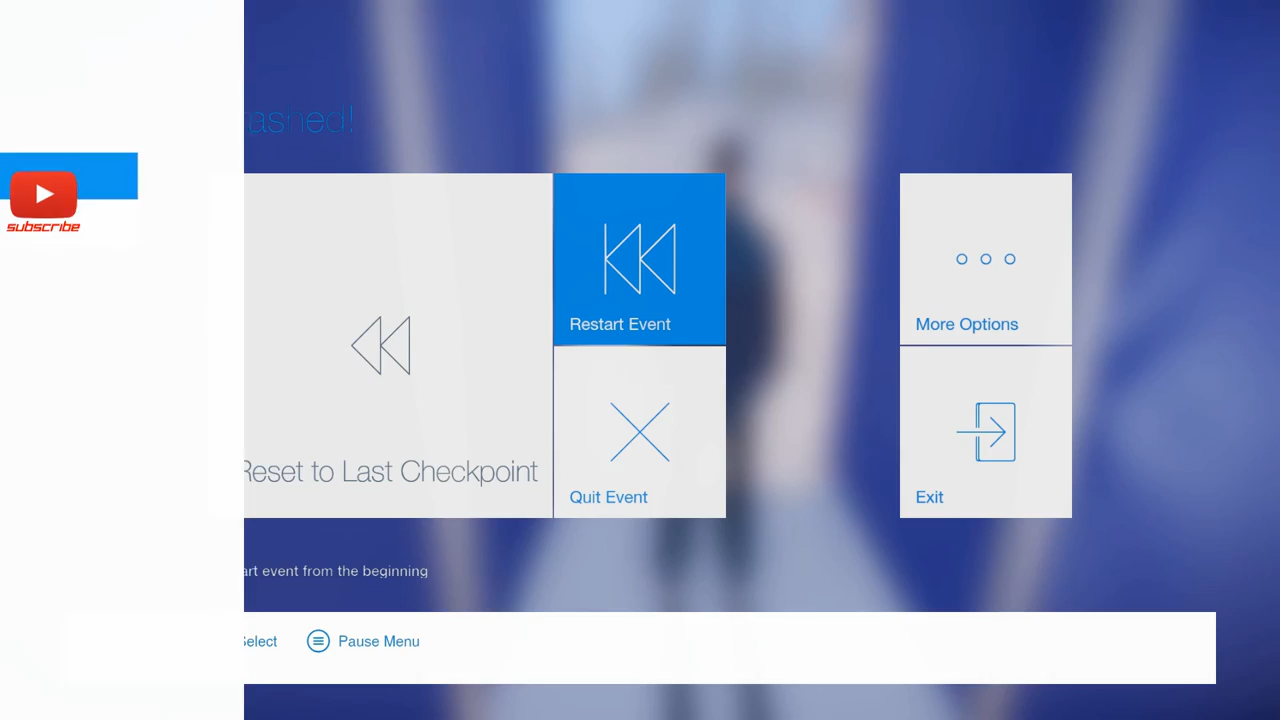 ashed!
subscribe
Restart Event
More Options
Reset to Last Checkpoint
Quit Event
Exit
art event from the beginning
Select
Pause Menu